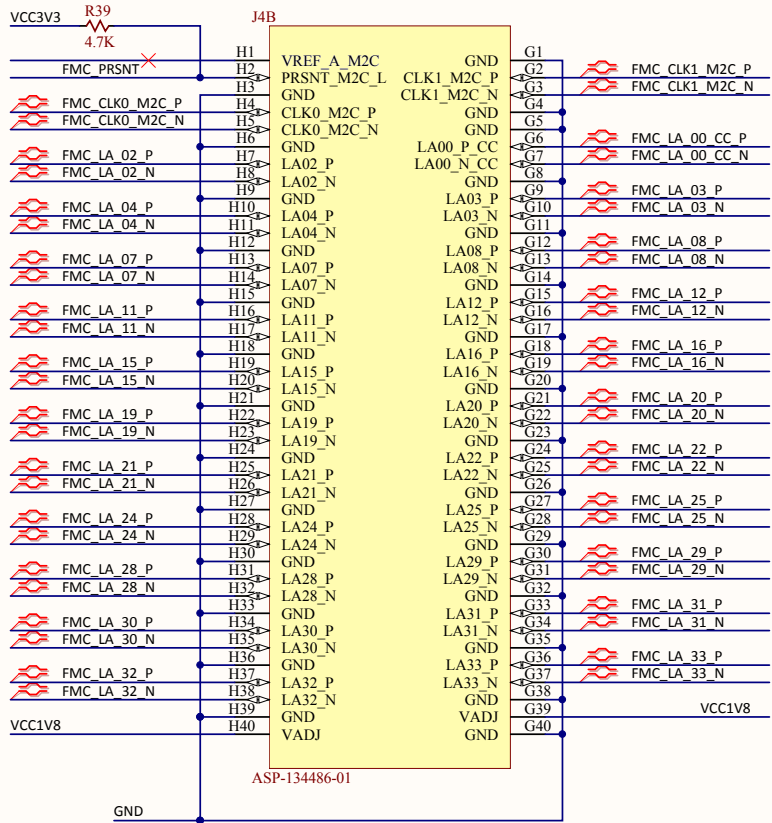 VCC3V3
R39
4.7K
J4B
H1 VREF_A_M2C GND G1
FMC_PRSNT H2 PRSNT_M2C_L CLK1_M2C_P G2 FMC_CLK1_M2C_P
H3 GND CLK1_M2C_N G3 FMC_CLK1_M2C_N
FMC_CLK0_M2C_P H4 CLK0_M2C_P GND G4
FMC_CLK0_M2C_N H5 CLK0_M2C_N GND G5
H6 GND LA00_P_CC G6 FMC_LA_00_CC_P
FMC_LA_02_P H7 LA02_P LA00_N_CC G7 FMC_LA_00_CC_N
FMC_LA_02_N H8 LA02_N GND G8
H9 GND LA03_P G9 FMC_LA_03_P
FMC_LA_04_P H10 LA04_P LA03_N G10 FMC_LA_03_N
FMC_LA_04_N H11 LA04_N GND G11
H12 GND LA08_P G12 FMC_LA_08_P
FMC_LA_07_P H13 LA07_P LA08_N G13 FMC_LA_08_N
FMC_LA_07_N H14 LA07_N GND G14
H15 GND LA12_P G15 FMC_LA_12_P
FMC_LA_11_P H16 LA11_P LA12_N G16 FMC_LA_12_N
FMC_LA_11_N H17 LA11_N GND G17
H18 GND LA16_P G18 FMC_LA_16_P
FMC_LA_15_P H19 LA15_P LA16_N G19 FMC_LA_16_N
FMC_LA_15_N H20 LA15_N GND G20
H21 GND LA20_P G21 FMC_LA_20_P
FMC_LA_19_P H22 LA19_P LA20_N G22 FMC_LA_20_N
FMC_LA_19_N H23 LA19_N GND G23
H24 GND LA22_P G24 FMC_LA_22_P
FMC_LA_21_P H25 LA21_P LA22_N G25 FMC_LA_22_N
FMC_LA_21_N H26 LA21_N GND G26
H27 GND LA25_P G27 FMC_LA_25_P
FMC_LA_24_P H28 LA24_P LA25_N G28 FMC_LA_25_N
FMC_LA_24_N H29 LA24_N GND G29
H30 GND LA29_P G30 FMC_LA_29_P
FMC_LA_28_P H31 LA28_P LA29_N G31 FMC_LA_29_N
FMC_LA_28_N H32 LA28_N GND G32
H33 GND LA31_P G33 FMC_LA_31_P
FMC_LA_30_P H34 LA30_P LA31_N G34 FMC_LA_31_N
FMC_LA_30_N H35 LA30_N GND G35
H36 GND LA33_P G36 FMC_LA_33_P
FMC_LA_32_P H37 LA32_P LA33_N G37 FMC_LA_33_N
FMC_LA_32_N H38 LA32_N GND G38
H39 GND VADJ G39 VCC1V8
VCC1V8 H40 VADJ GND G40
ASP-134486-01
GND